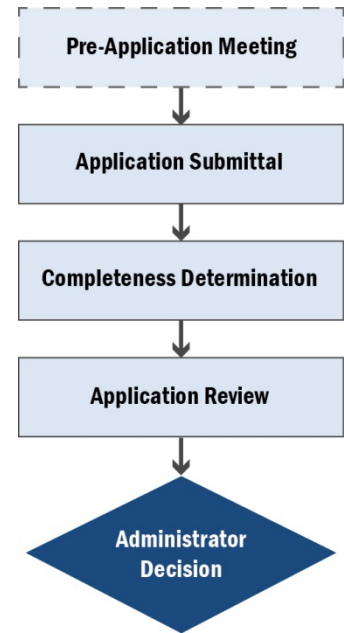 Pre-Application Meeting
Application Submittal
Completeness Determination
Application Review
Administrator
Decision